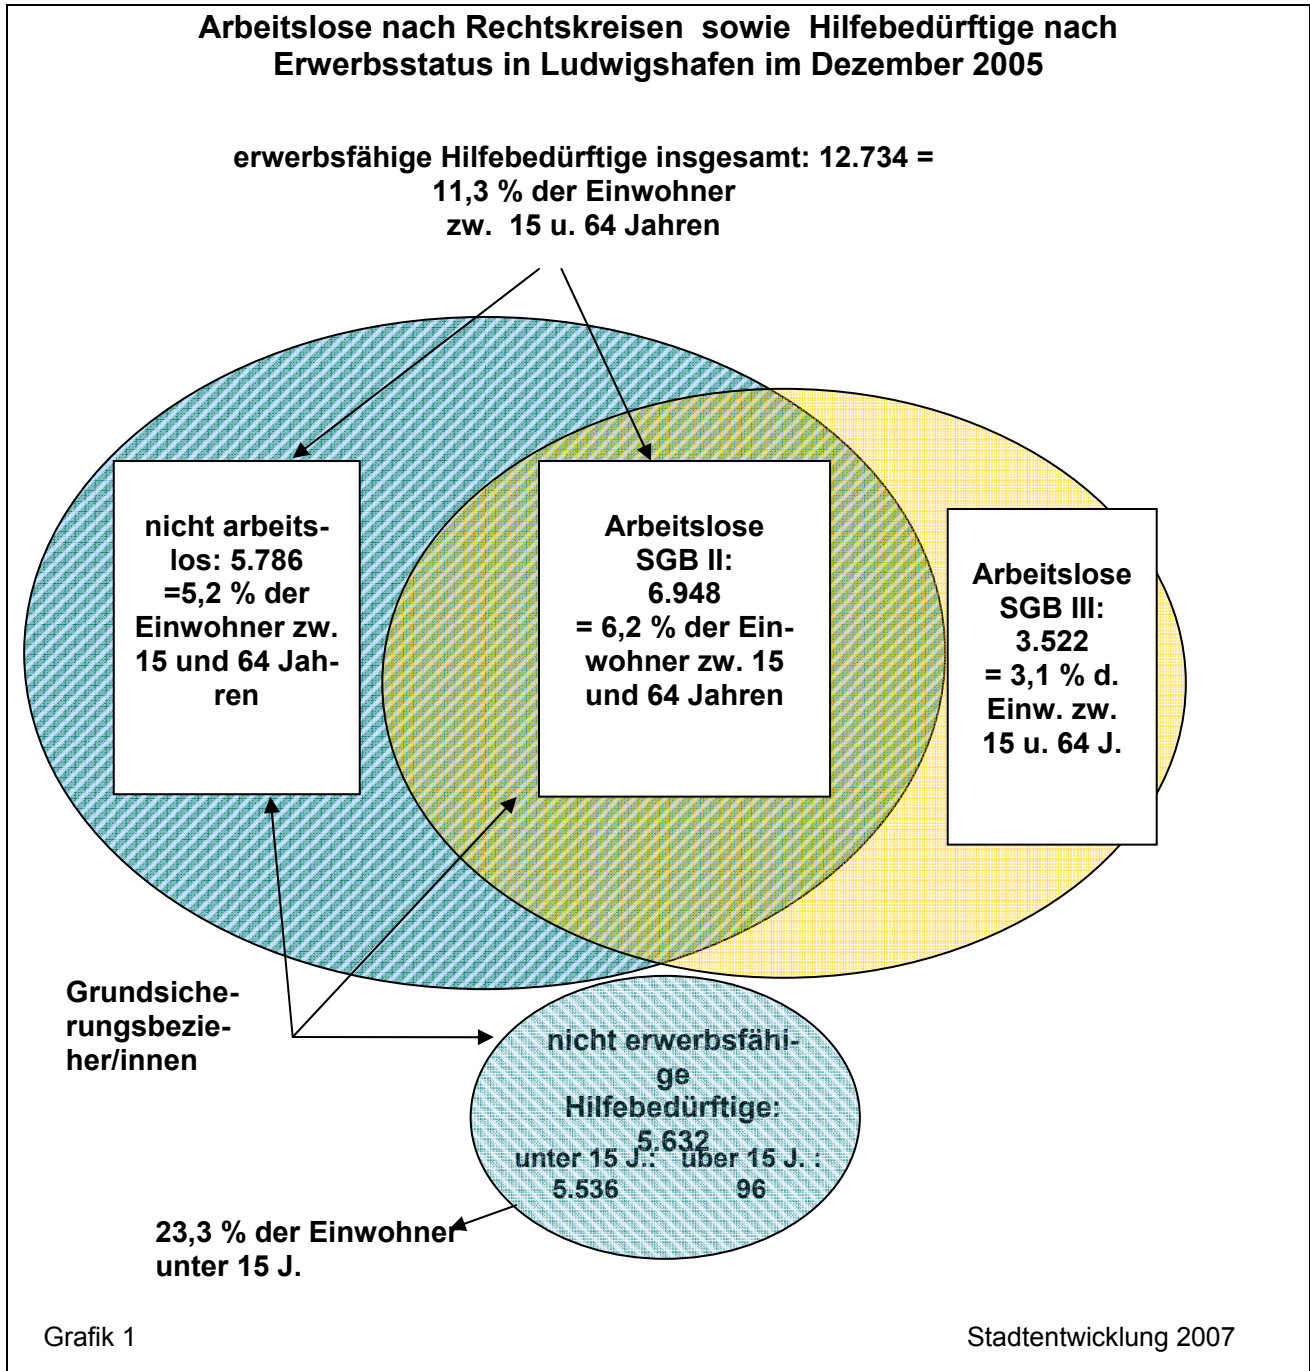 Arbeitslose nach Rechtskreisen sowie Hilfebedürftige nach
Erwerbsstatus in Ludwigshafen im Dezember 2005
erwerbsfähige Hilfebedürftige insgesamt: 12.734 =
11,3 % der Einwohner
zw. 15 u. 64 Jahren
nicht arbeits-
los: 5.786
=5,2 % der
Einwohner zw.
15 und 64 Jah-
ren
Arbeitslose
SGB II:
6.948
= 6,2 % der Ein-
wohner zw. 15
und 64 Jahren
Arbeitslose
SGB III:
3.522
= 3,1 % d.
Einw. zw.
15 u. 64 J.
Grundsiche-
rungsbezie-
her/innen
nicht erwerbsfähi-
ge
Hilfebedürftige:
5.632
unter 15 J.: über 15 J. :
5.536 96
23,3 % der Einwohner
unter 15 J.
Grafik 1 Stadtentwicklung 2007